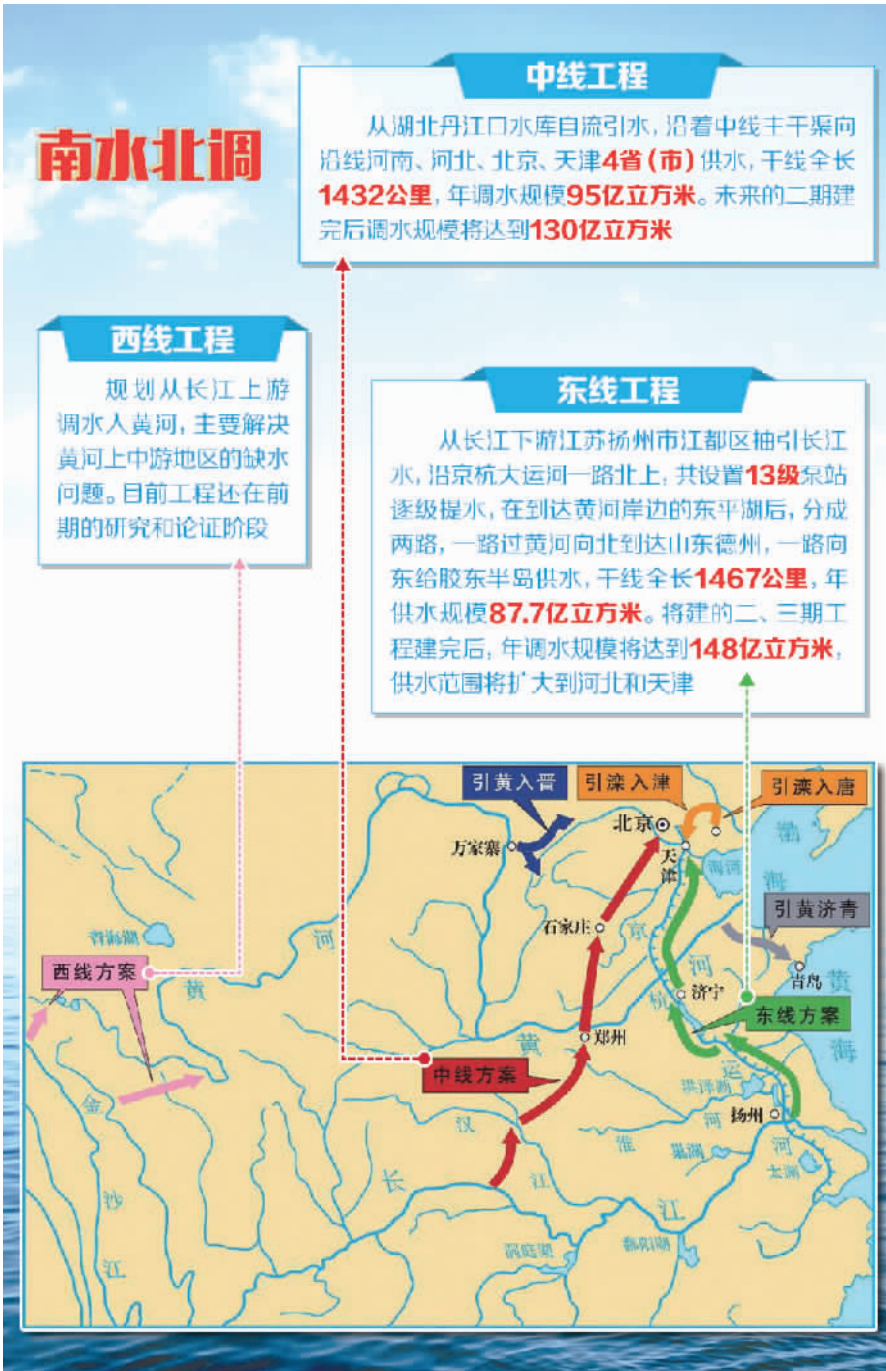 南水北调
中线工程
从湖北丹江口水库自流引水，沿着中线主干渠向
沿线河南、河北、北京、天津4省（市）供水，干线全长
1432公里，年调水规模95亿立方米。未来的二期建
完后调水规模将达到130亿立方米
西线工程
规划从长江上游
调水入黄河，主要解决
黄河上中游地区的缺水
问题。目前工程还在前
期的研究和论证阶段
东线工程
从长江下游江苏扬州市江都区抽引长江
水，沿京杭大运河一路北上，共设置13级泵站
逐级提水，在到达黄河岸边的东平湖后，分成
两路，一路过黄河向北到达山东德州，一路向
东给胶东半岛供水，干线全长1467公里，年
供水规模87.7亿立方米。将建的二、三期工
程建完后，年调水规模将达到148亿立方米，
供水范围将扩大到河北和天津
引黄入晋
引滦入津
引滦入唐
北京
万家寨
天津
海河
渤海
引黄济青
石家庄
青海湖
西线方案
黄河
京杭运河
济宁
青岛
黄海
东线方案
郑州
黄
中线方案
洪泽湖
金沙江
汉江
淮河
扬州
巢湖
太湖
长江
洞庭湖
鄱阳湖